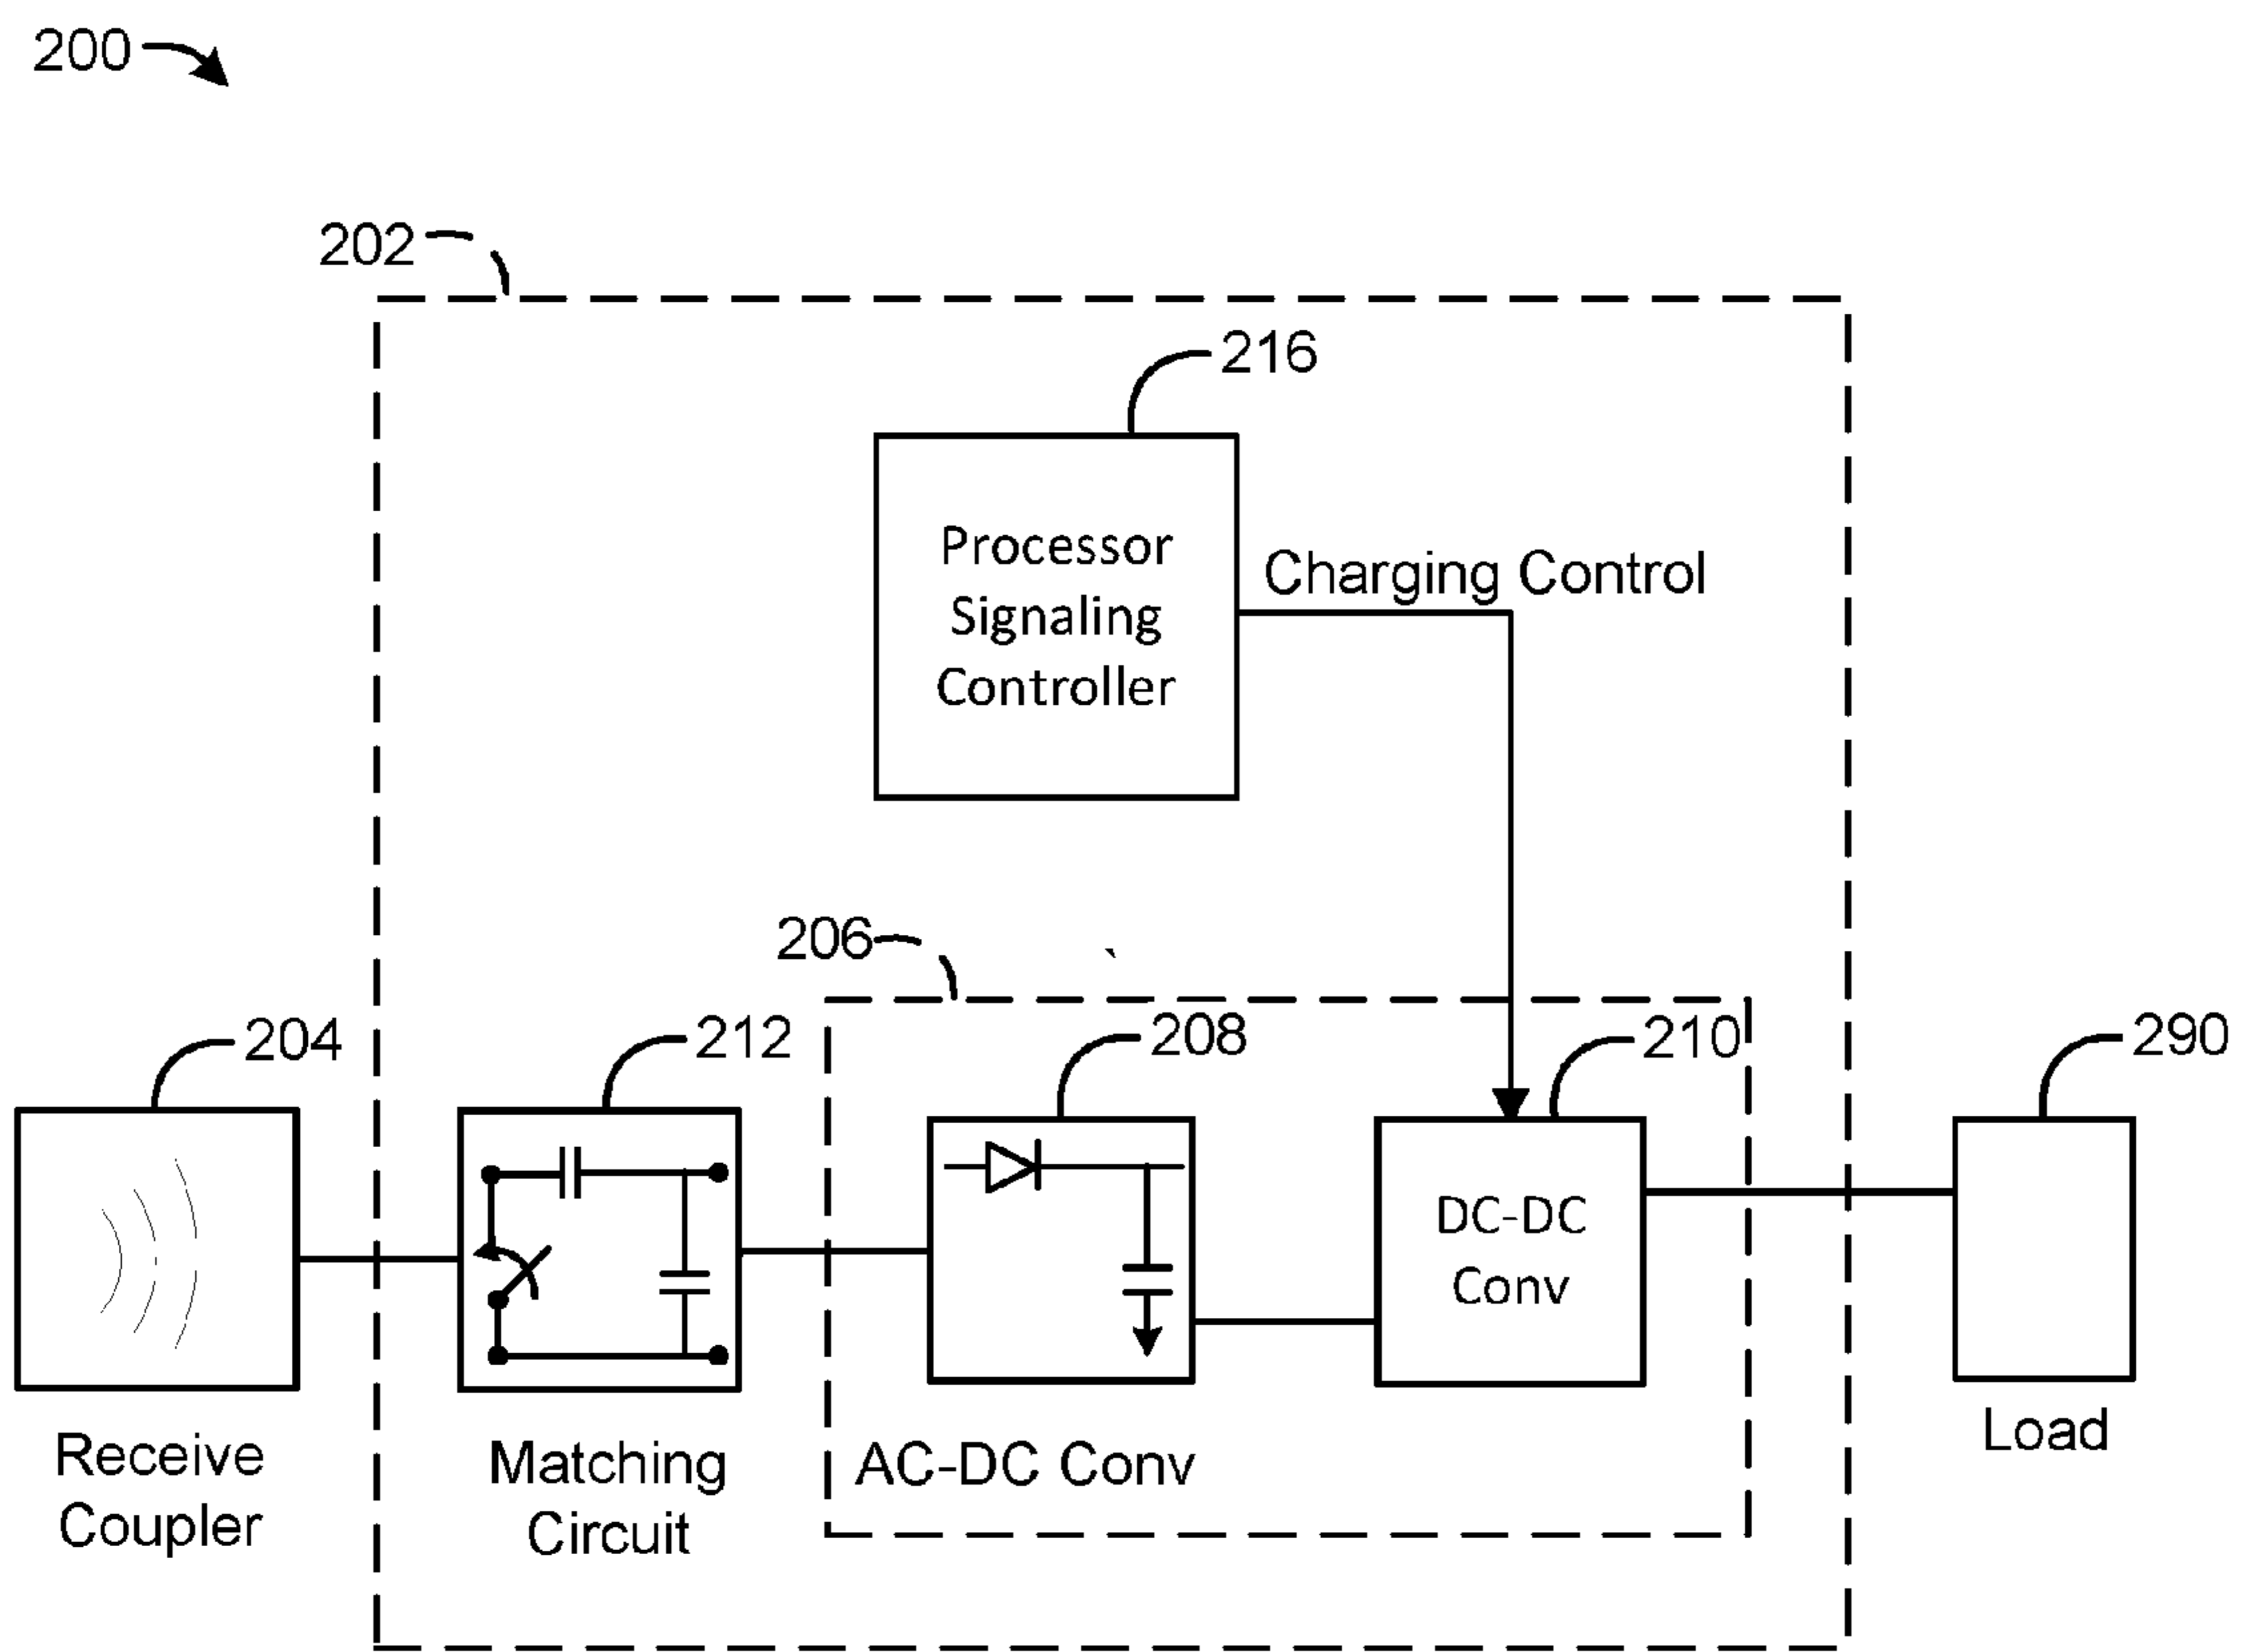 200
202
216
Processor
Signaling
Controller
Charging Control
206
204
212
208
210
290
DC-DC
Conv
Receive
Coupler
Matching
Circuit
AC-DC Conv
Load